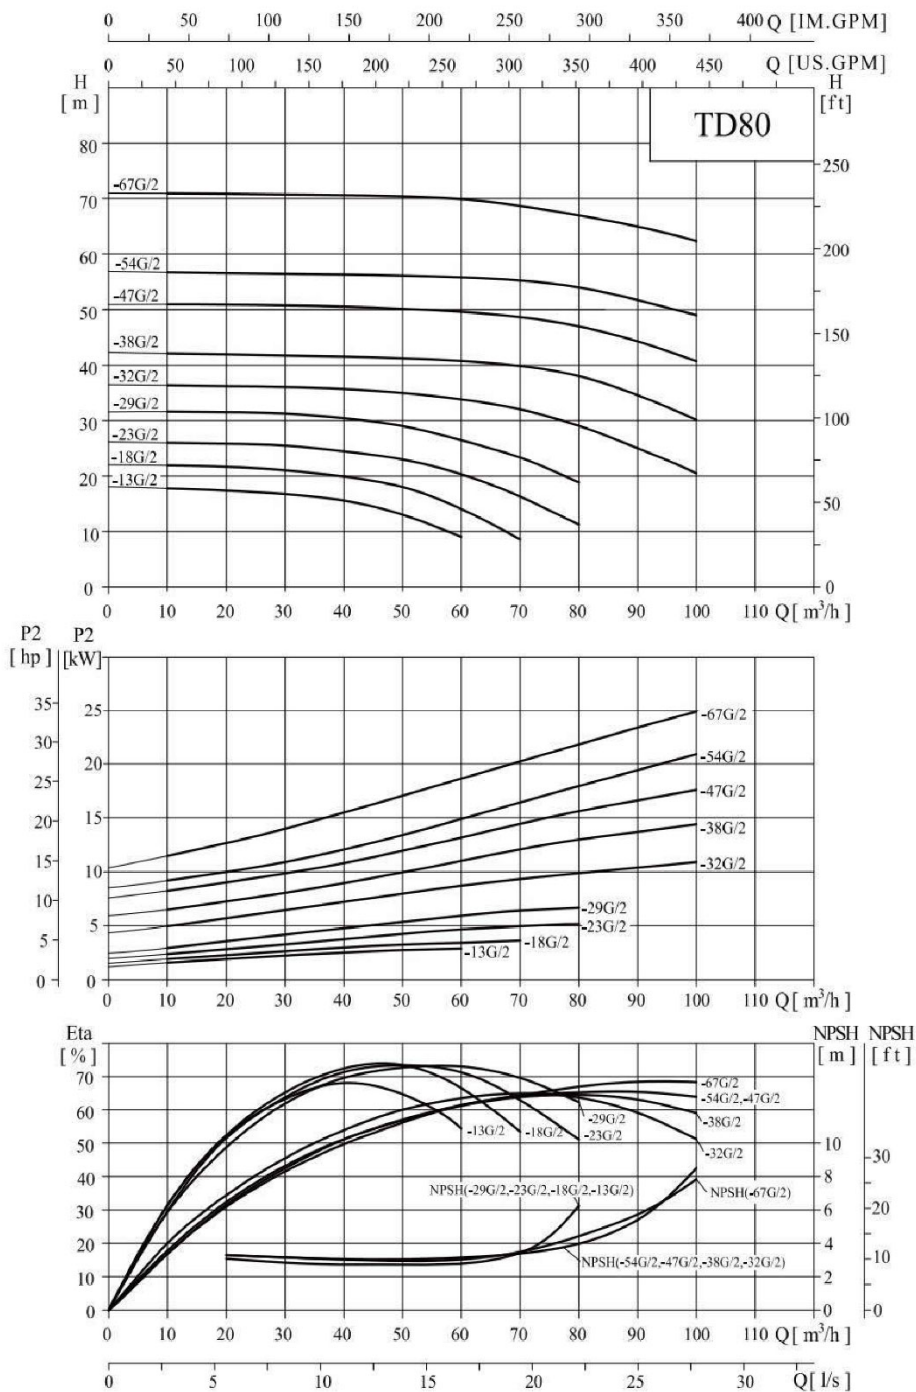 0 50 100 150 200 250 300 350 400 Q [IM.GPM]
0 50 100 150 200 250 300 350 400 450 Q [US.GPM]
H H
[ m ] [ft]
TD80
80
70
60
50
40
30
20
10
0
250
200
150
100
50
0
-67G/2
-54G/2
-47G/2
-38G/2
-32G/2
-29G/2
-23G/2
-18G/2
-13G/2
0 10 20 30 40 50 60 70 80 90 100 110 Q[ m³/h]
P2 P2
[ hp ] [kW]
35
30
25
20
15
10
5
0
25
20
15
10
5
0
-67G/2
-54G/2
-47G/2
-38G/2
-32G/2
-29G/2
-23G/2
-18G/2
-13G/2
0 10 20 30 40 50 60 70 80 90 100 110 Q[ m³/h]
Eta NPSH NPSH
[ % ] [ m ] [ ft ]
70
60
50
40
30
20
10
0
10
8
6
4
2
0
30
20
10
0
-67G/2
-54G/2,-47G/2
-38G/2
-32G/2
-29G/2
-23G/2
-18G/2
-13G/2
NPSH(-29G/2,-23G/2,-18G/2,-13G/2)
NPSH(-67G/2)
NPSH(-54G/2,-47G/2,-38G/2,-32G/2)
0 10 20 30 40 50 60 70 80 90 100 110 Q[ m³/h]
0 5 10 15 20 25 30 Q[ l/s]